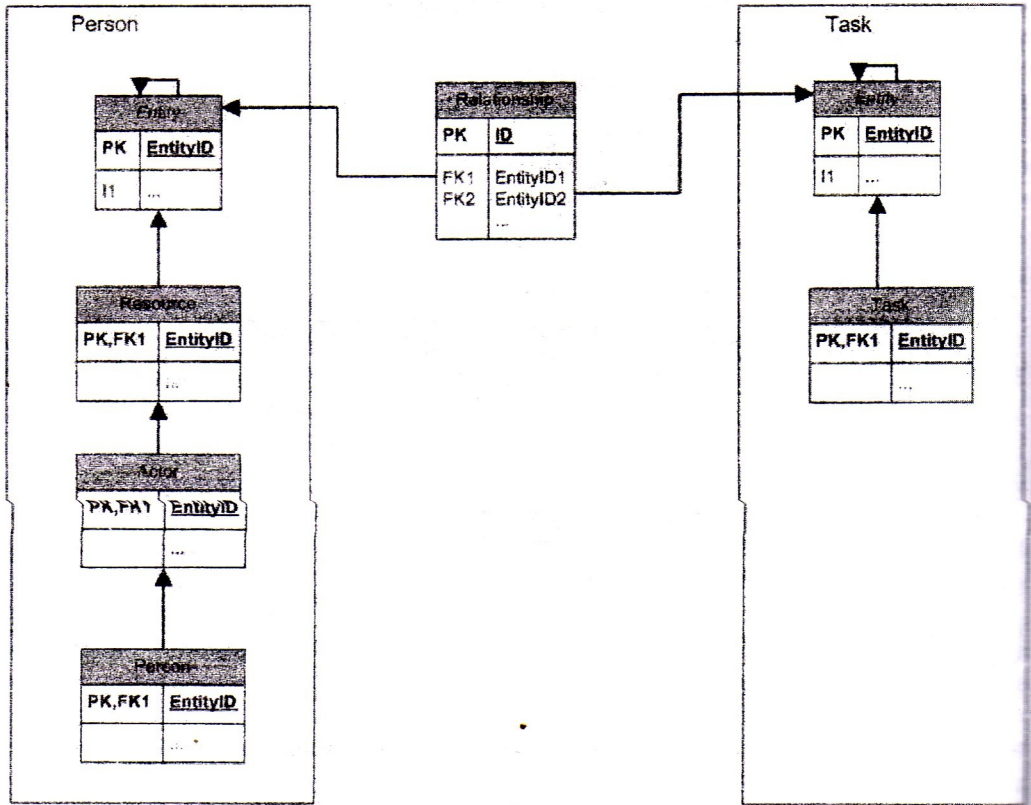 Person
Entity
PK EntityID
I1 ...
Resource
PK,FK1 EntityID
...
Actor
PK,FK1 EntityID
...
Person
PK,FK1 EntityID
...
Relationship
PK ID
FK1 EntityID1
FK2 EntityID2
...
Task
Entity
PK EntityID
I1 ...
Task
PK,FK1 EntityID
...